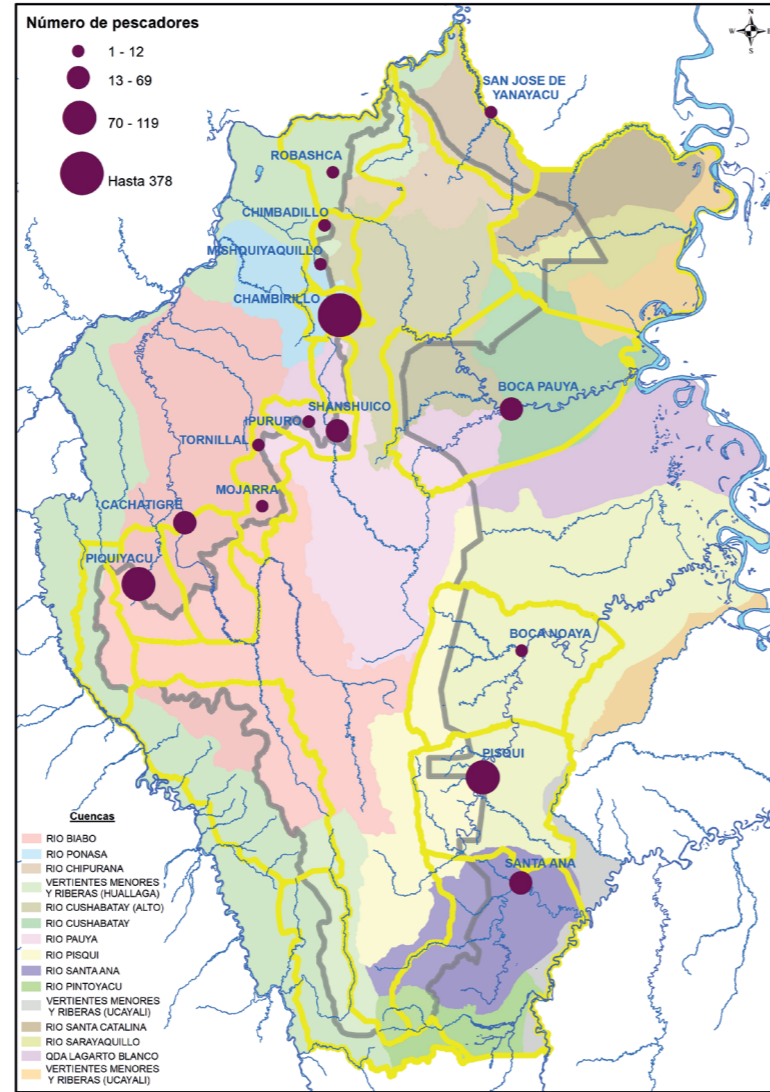 Número de pescadores
1 - 12
13 - 69
70 - 119
Hasta 378
N
W E
S
SAN JOSE DE
YANAYACU
ROBASHCA
CHIMBADILLO
MISHQUIYAQUILLO
CHAMBIRILLO
BOCA PAUYA
SHANSHUICO
IPURURO
TORNILLAL
MOJARRA
CACHATIGRE
PIQUIYACU
BOCA NOAYA
PISQUI
SANTA ANA
Cuencas
RIO BIABO
RIO PONASA
RIO CHIPURANA
VERTIENTES MENORES
Y RIBERAS (HUALLAGA)
RIO CUSHABATAY (ALTO)
RIO CUSHABATAY
RIO PAUYA
RIO PISQUI
RIO SANTA ANA
RIO PINTOYACU
VERTIENTES MENORES
Y RIBERAS (UCAYALI)
RIO SANTA CATALINA
RIO SARAYAQUILLO
QDA LAGARTO BLANCO
VERTIENTES MENORES
Y RIBERAS (UCAYALI)